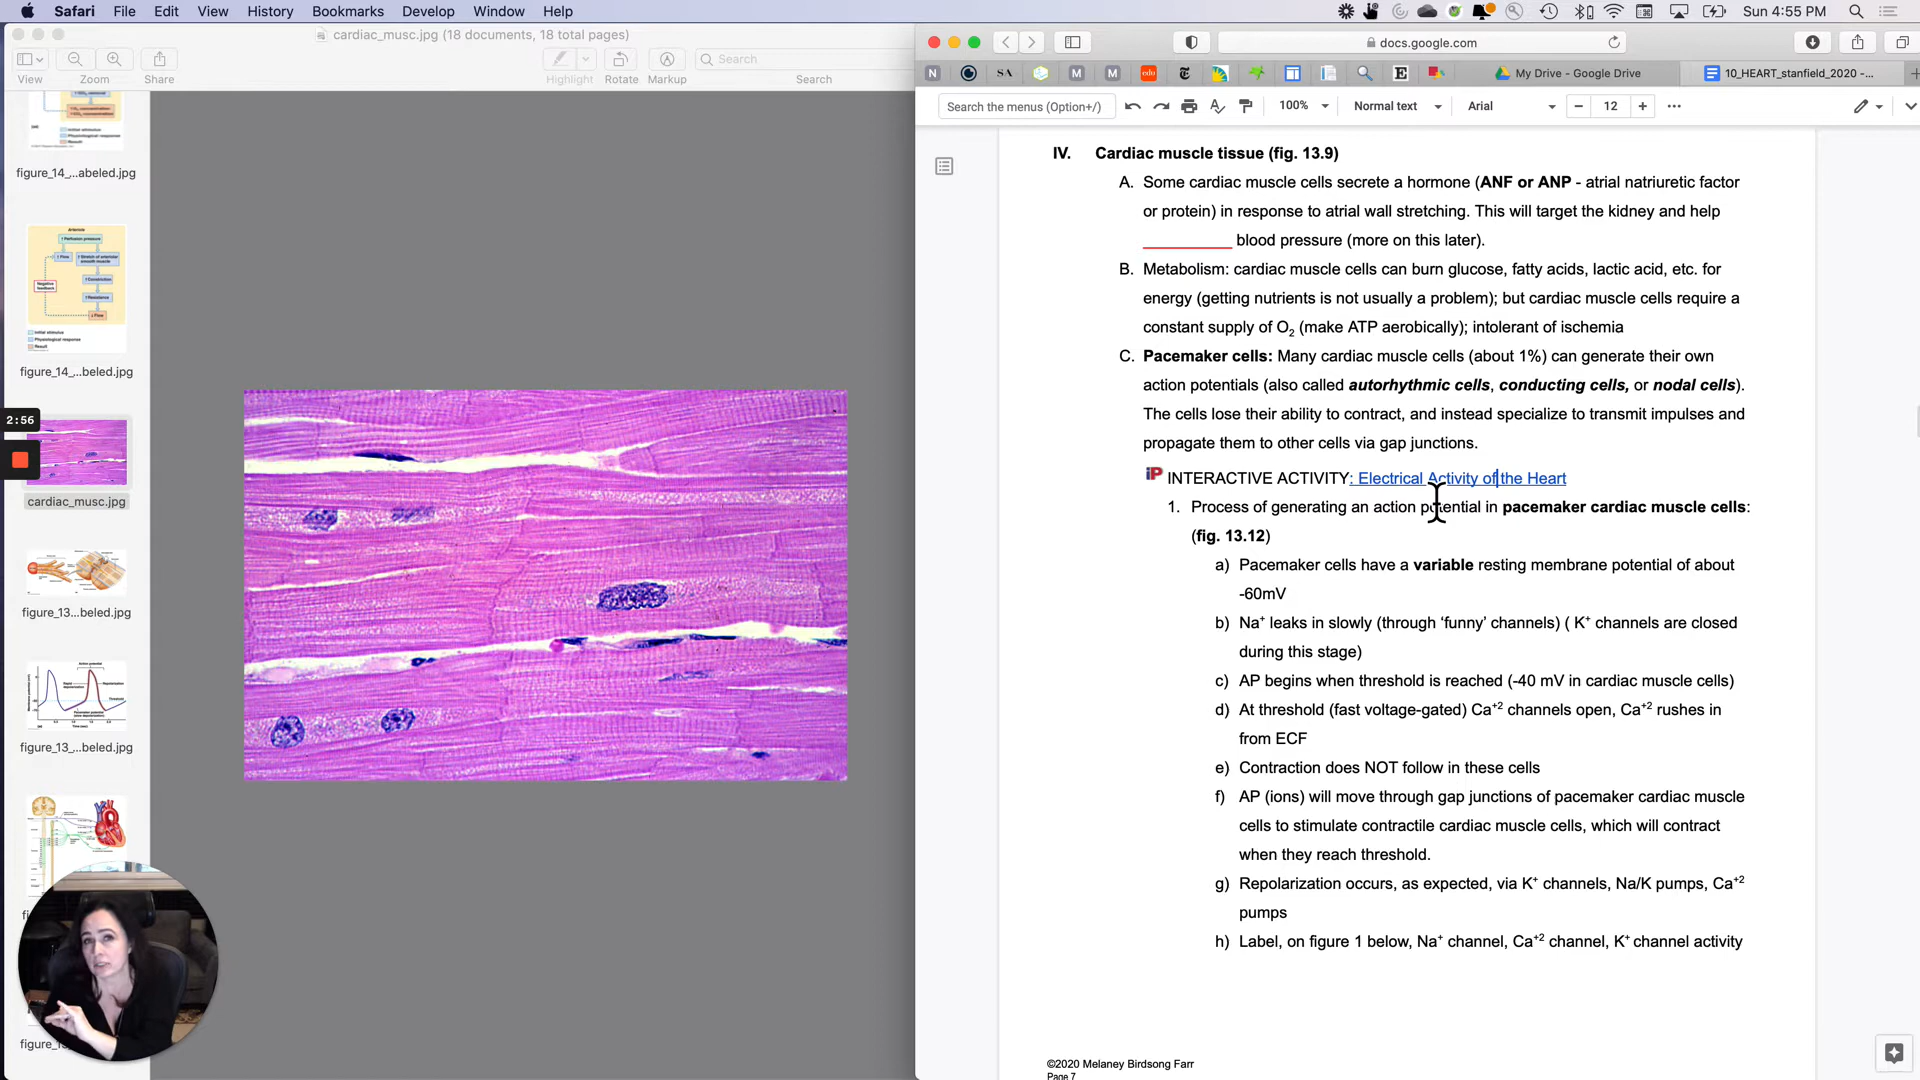 Safari File Edit View History Bookmarks Develop Window Help
Sun 4:55 PM
cardiac_musc.jpg (18 documents, 18 total pages)
View
Zoom
Share
Highlight
Rotate
Markup
Search
Search
figure_14_...abeled.jpg
Arteriole
Negative feedback
figure_14_...beled.jpg
2:56
cardiac_musc.jpg
figure_13...beled.jpg
figure_13...beled.jpg
docs.google.com
N
SA
M
M
edu
E
My Drive - Google Drive
10_HEART_stanfield_2020 -...
Search the menus (Option+/)
100%
Normal text
Arial
12
IV. Cardiac muscle tissue (fig. 13.9)
A. Some cardiac muscle cells secrete a hormone (ANF or ANP - atrial natriuretic factor
or protein) in response to atrial wall stretching. This will target the kidney and help
____________ blood pressure (more on this later).
B. Metabolism: cardiac muscle cells can burn glucose, fatty acids, lactic acid, etc. for
energy (getting nutrients is not usually a problem); but cardiac muscle cells require a
constant supply of O2 (make ATP aerobically); intolerant of ischemia
C. Pacemaker cells: Many cardiac muscle cells (about 1%) can generate their own
action potentials (also called autorhythmic cells, conducting cells, or nodal cells).
The cells lose their ability to contract, and instead specialize to transmit impulses and
propagate them to other cells via gap junctions.
iP INTERACTIVE ACTIVITY: Electrical Activity of the Heart
1. Process of generating an action potential in pacemaker cardiac muscle cells:
(fig. 13.12)
a) Pacemaker cells have a variable resting membrane potential of about
-60mV
b) Na+ leaks in slowly (through 'funny' channels) ( K+ channels are closed
during this stage)
c) AP begins when threshold is reached (-40 mV in cardiac muscle cells)
d) At threshold (fast voltage-gated) Ca+2 channels open, Ca+2 rushes in
from ECF
e) Contraction does NOT follow in these cells
f) AP (ions) will move through gap junctions of pacemaker cardiac muscle
cells to stimulate contractile cardiac muscle cells, which will contract
when they reach threshold.
g) Repolarization occurs, as expected, via K+ channels, Na/K pumps, Ca+2
pumps
h) Label, on figure 1 below, Na+ channel, Ca+2 channel, K+ channel activity
©2020 Melaney Birdsong Farr
Page 7